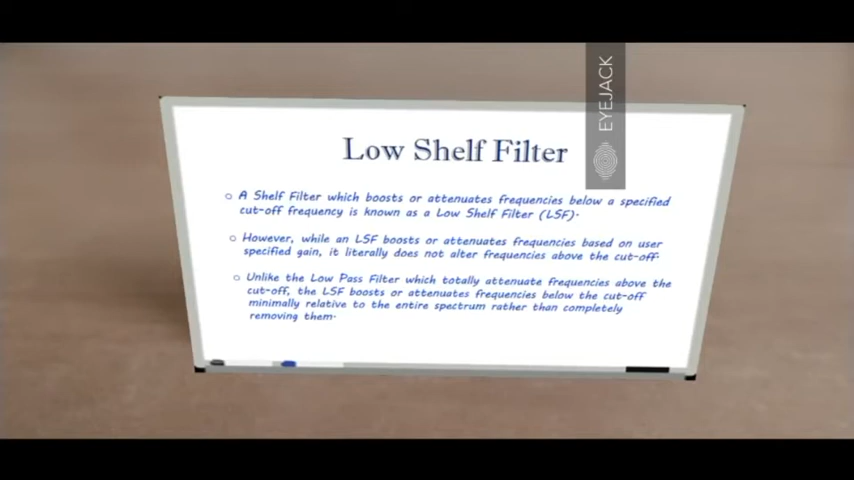 EYEJACK
Low Shelf Filter
A Shelf Filter which boosts or attenuates frequencies below a specified
cut-off frequency is known as a Low Shelf Filter (LSF).
However, while an LSF boosts or attenuates frequencies based on user
specified gain, it literally does not alter frequencies above the cut-off.
Unlike the Low Pass Filter which totally attenuate frequencies above the
cut-off, the LSF boosts or attenuates frequencies below the cut-off
minimally relative to the entire spectrum rather than completely
removing them.